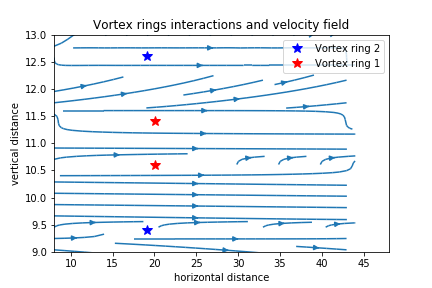 Vortex rings interactions and velocity field
Vortex ring 2
Vortex ring 1
vertical distance
13.0
12.5
12.0
11.5
11.0
10.5
10.0
9.5
9.0
10 15 20 25 30 35 40 45
horizontal distance